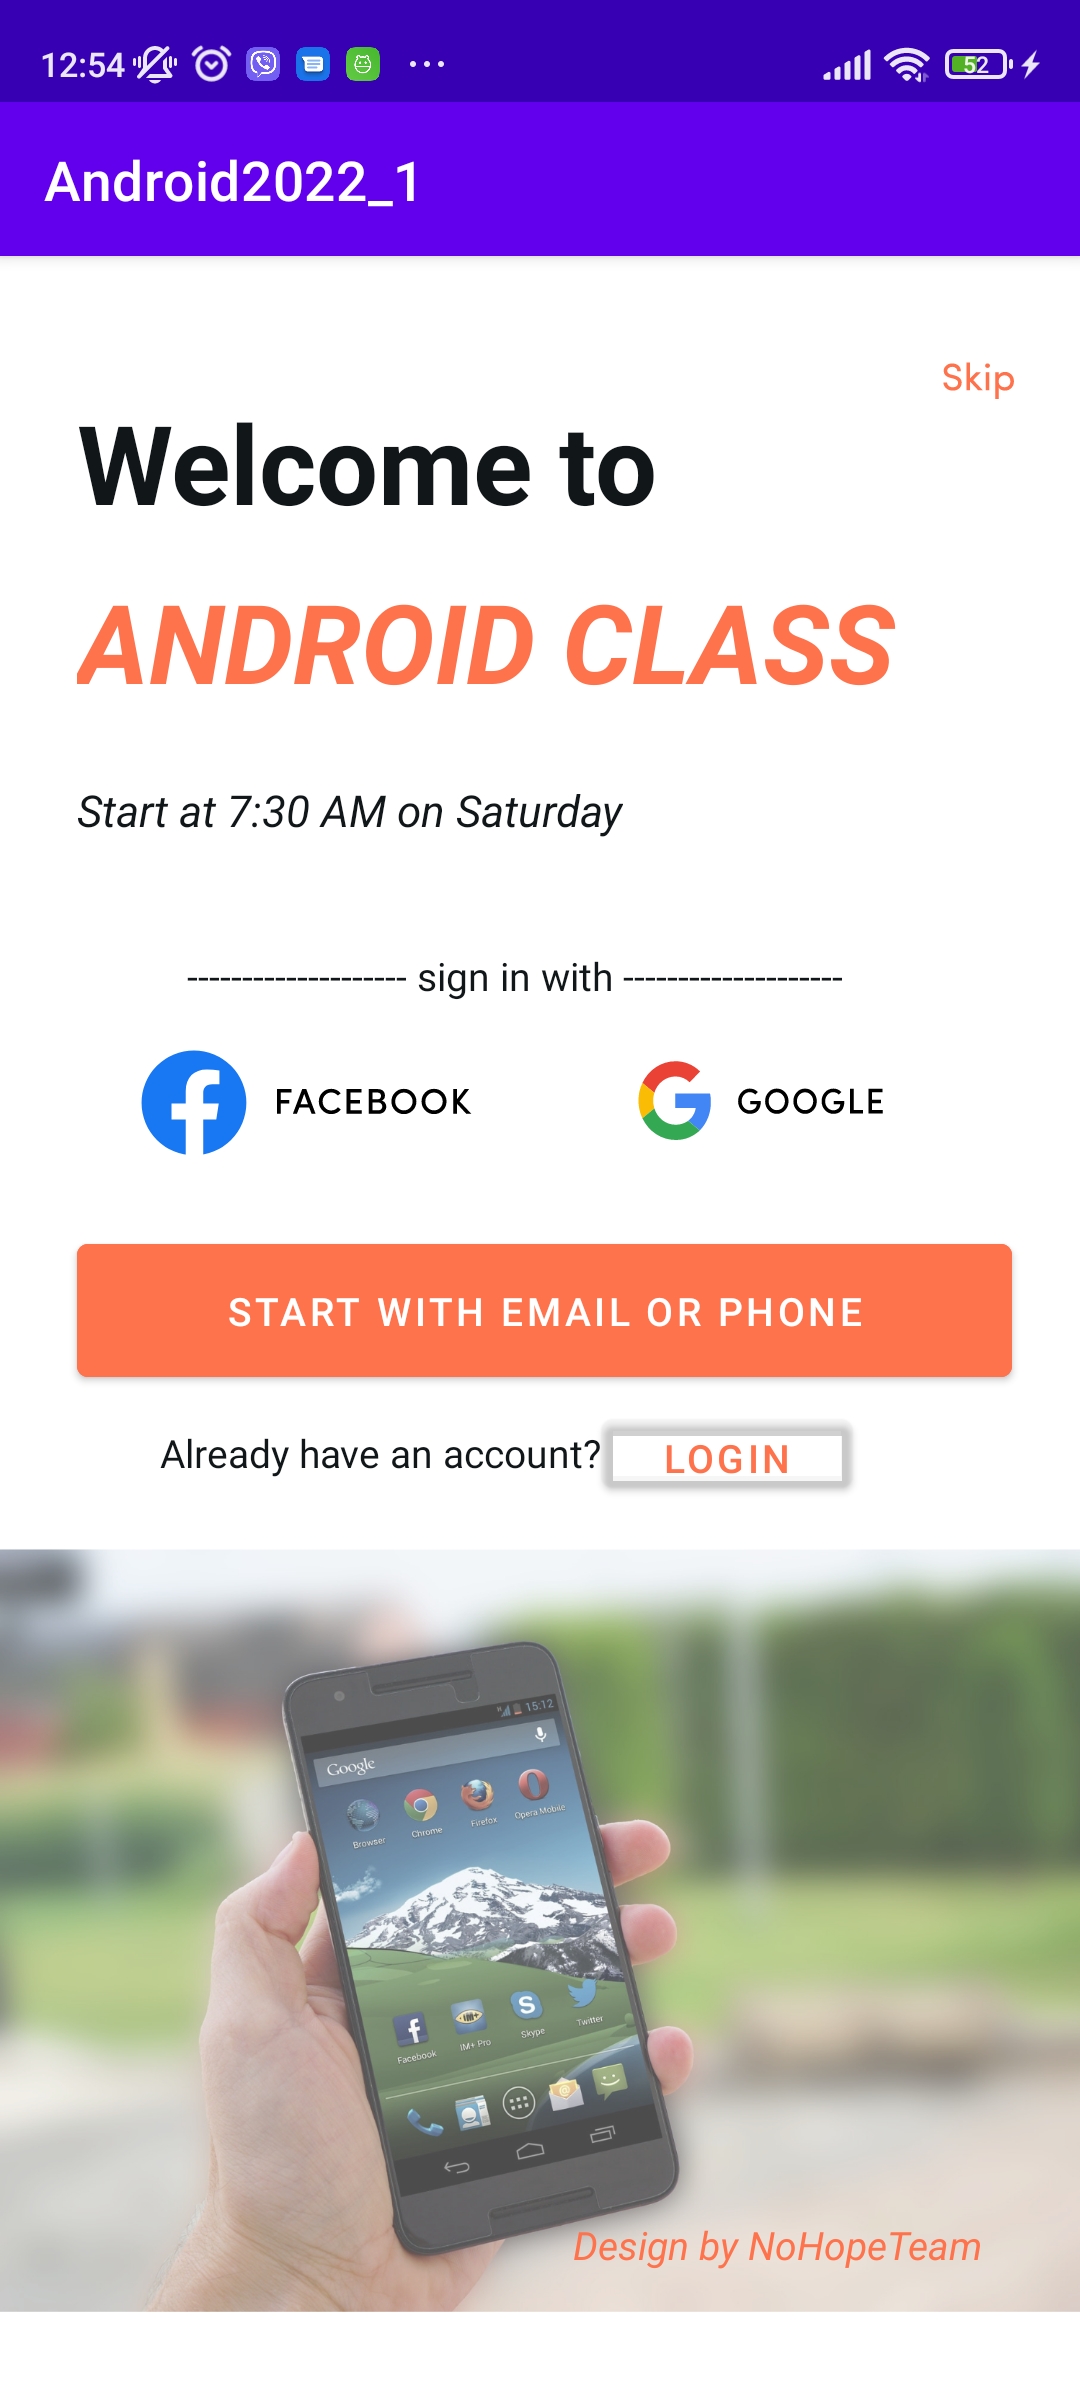 12:54
52
Android2022_1
Skip
Welcome to
ANDROID CLASS
Start at 7:30 AM on Saturday
-------------------- sign in with --------------------
FACEBOOK
GOOGLE
START WITH EMAIL OR PHONE
Already have an account?
LOGIN
15:12
Google
Browser
Chrome
Firefox
Opera Mobile
Facebook
IM+ Pro
Skype
Twitter
Design by NoHopeTeam